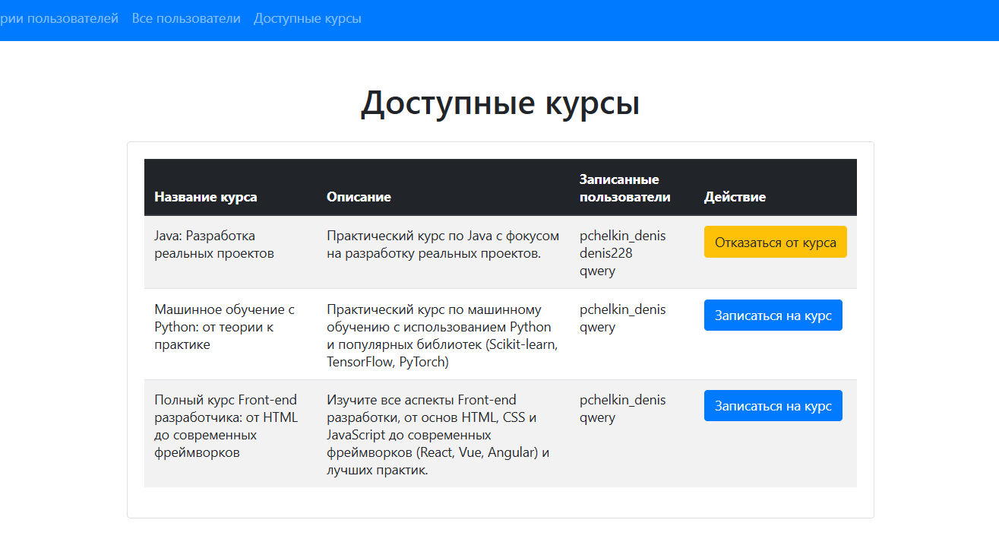 рии пользователей Все пользователи Доступные курсы
Доступные курсы
Название курса Описание Записанные пользователи Действие
Java: Разработка
реальных проектов
Практический курс по Java с фокусом
на разработку реальных проектов.
pchelkin_denis
denis228
qwery
Отказаться от курса
Машинное обучение с
Python: от теории к
практике
Практический курс по машинному
обучению с использованием Python
и популярных библиотек (Scikit-learn,
TensorFlow, PyTorch)
pchelkin_denis
qwery
Записаться на курс
Полный курс Front-end
разработчика: от HTML
до современных
фреймворков
Изучите все аспекты Front-end
разработки, от основ HTML, CSS и
JavaScript до современных
фреймворков (React, Vue, Angular) и
лучших практик.
pchelkin_denis
qwery
Записаться на курс